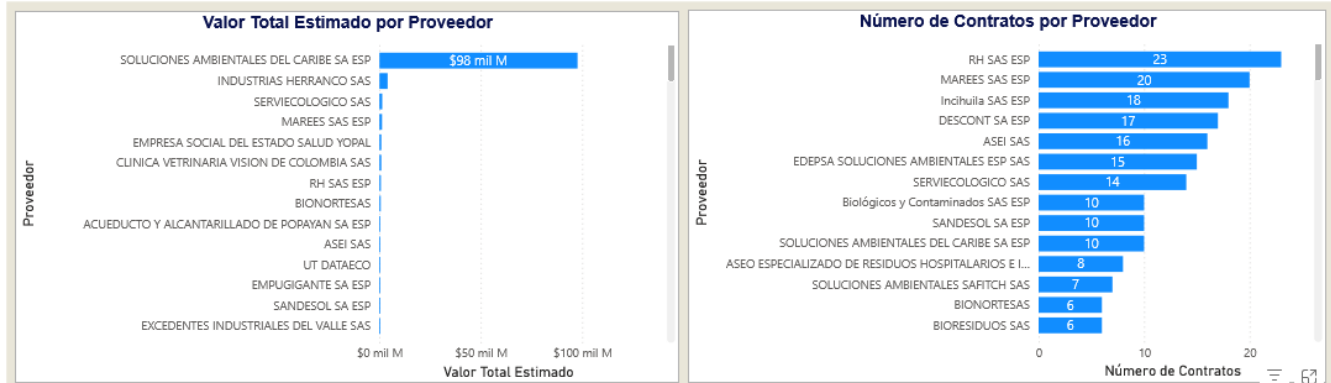 Valor Total Estimado por Proveedor
Proveedor
SOLUCIONES AMBIENTALES DEL CARIBE SA ESP
$98 mil M
INDUSTRIAS HERRANCO SAS
SERVIECOLOGICO SAS
MAREES SAS ESP
EMPRESA SOCIAL DEL ESTADO SALUD YOPAL
CLINICA VETRINARIA VISION DE COLOMBIA SAS
RH SAS ESP
BIONORTESAS
ACUEDUCTO Y ALCANTARILLADO DE POPAYAN SA ESP
ASEI SAS
UT DATAECO
EMPUGIGANTE SA ESP
SANDESOL SA ESP
EXCEDENTES INDUSTRIALES DEL VALLE SAS
$0 mil M $50 mil M $100 mil M
Valor Total Estimado
Número de Contratos por Proveedor
Proveedor
RH SAS ESP 23
MAREES SAS ESP 20
Incihuila SAS ESP 18
DESCONT SA ESP 17
ASEI SAS 16
EDEPSA SOLUCIONES AMBIENTALES ESP SAS 15
SERVIECOLOGICO SAS 14
Biológicos y Contaminados SAS ESP 10
SANDESOL SA ESP 10
SOLUCIONES AMBIENTALES DEL CARIBE SA ESP 10
ASEO ESPECIALIZADO DE RESIDUOS HOSPITALARIOS E I... 8
SOLUCIONES AMBIENTALES SAFITCH SAS 7
BIONORTESAS 6
BIORESIDUOS SAS 6
0 10 20
Número de Contratos